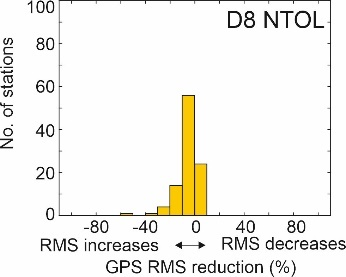 D8 NTOL
No. of stations
100
80
60
40
20
0
-80 -40 0 40 80
RMS increases RMS decreases
GPS RMS reduction (%)